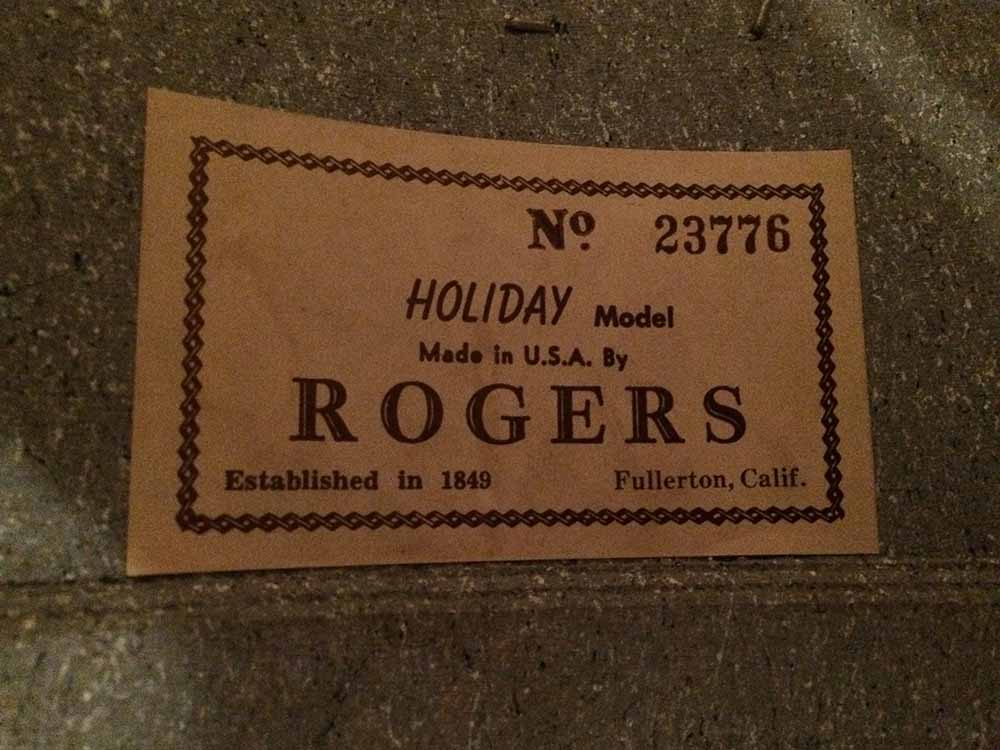 Nº. 23776
HOLIDAY Model
Made in U.S.A. By
ROGERS
Established in 1849 Fullerton, Calif.